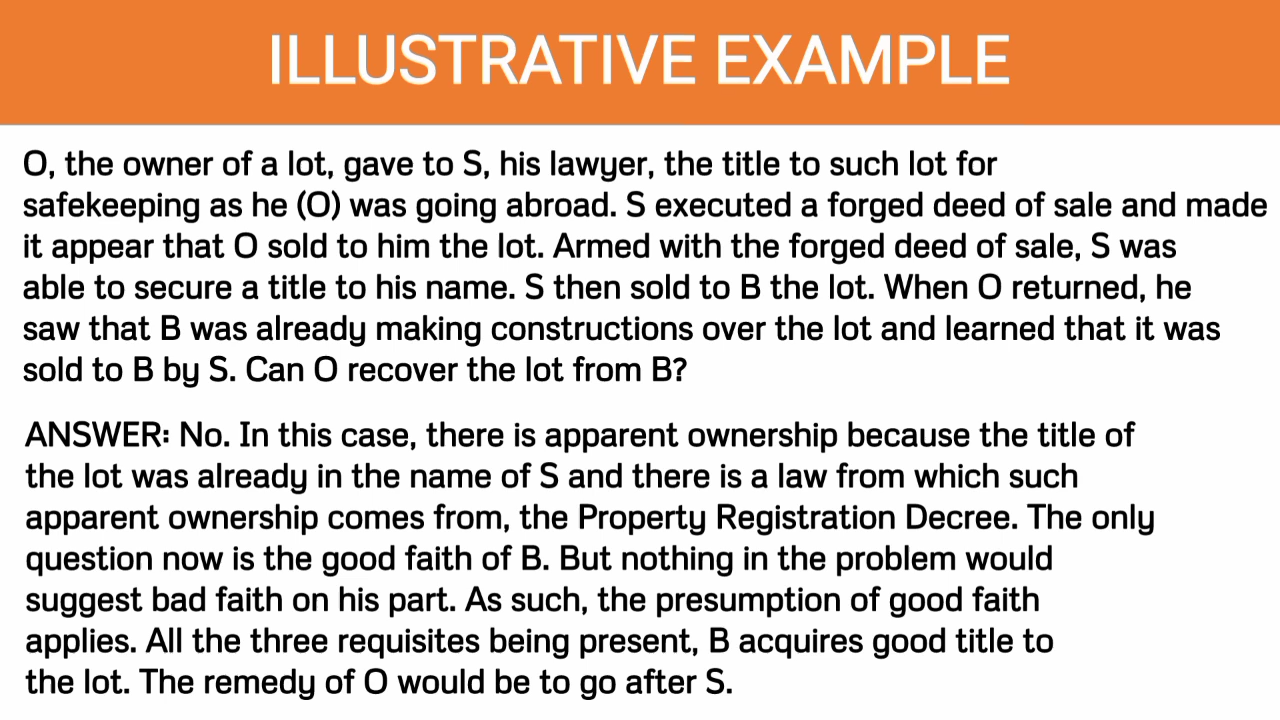 ILLUSTRATIVE EXAMPLE
O, the owner of a lot, gave to S, his lawyer, the title to such lot for
safekeeping as he (O) was going abroad. S executed a forged deed of sale and made
it appear that O sold to him the lot. Armed with the forged deed of sale, S was
able to secure a title to his name. S then sold to B the lot. When O returned, he
saw that B was already making constructions over the lot and learned that it was
sold to B by S. Can O recover the lot from B?
ANSWER: No. In this case, there is apparent ownership because the title of
the lot was already in the name of S and there is a law from which such
apparent ownership comes from, the Property Registration Decree. The only
question now is the good faith of B. But nothing in the problem would
suggest bad faith on his part. As such, the presumption of good faith
applies. All the three requisites being present, B acquires good title to
the lot. The remedy of O would be to go after S.